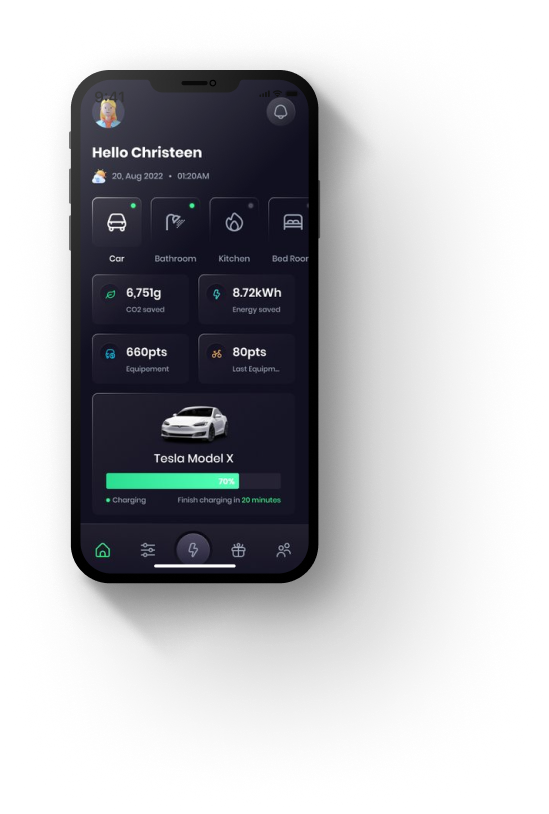 9:41
Hello Christeen
20, Aug 2022 • 01:20AM
Car Bathroom Kitchen Bed Roor
6,751g 8.72kWh
CO2 saved Energy saved
660pts 80pts
Equipement Last Equipm...
Tesla Model X
70%
Charging Finish charging in 20 minutes